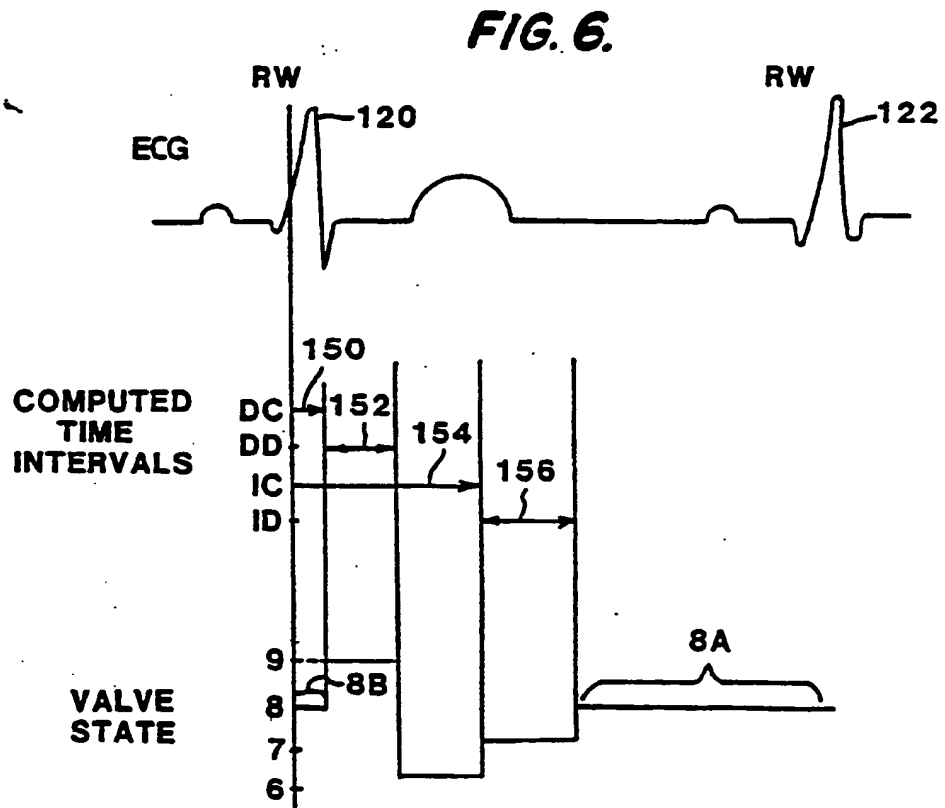 FIG. 6.
RW
RW
120
122
ECG
150
COMPUTED
TIME
INTERVALS
DC
152
DD
154
IC
156
ID
8A
9
8B
VALVE
STATE
8
7
6